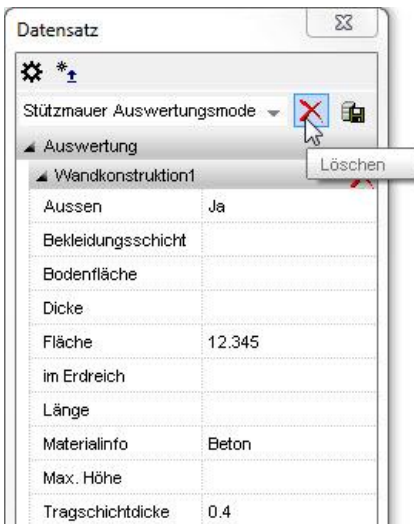 Datensatz
Stützmauer Auswertungsmode
Auswertung
Löschen
Wandkonstruktion1
Aussen Ja
Bekleidungsschicht
Bodenfläche
Dicke
Fläche 12.345
im Erdreich
Länge
Materialinfo Beton
Max. Höhe
Tragschichtdicke 0.4